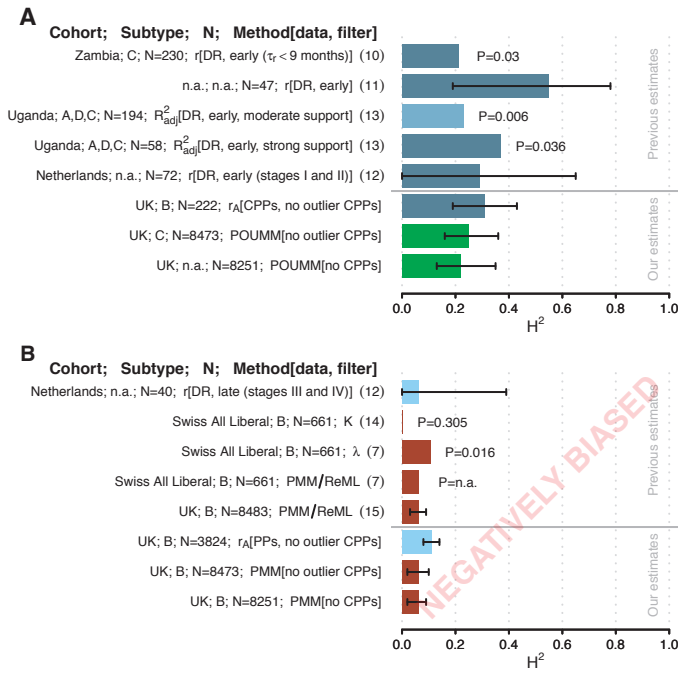 A
Cohort; Subtype; N; Method[data, filter]
Zambia; C; N=230; r[DR, early (τr < 9 months)] (10)
P=0.03
n.a.; n.a.; N=47; r[DR, early] (11)
Uganda; A,D,C; N=194; R²adj[DR, early, moderate support] (13)
P=0.006
Uganda; A,D,C; N=58; R²adj[DR, early, strong support] (13)
P=0.036
Netherlands; n.a.; N=72; r[DR, early (stages I and II)] (12)
Previous estimates
UK; B; N=222; rA[CPPs, no outlier CPPs]
UK; C; N=8473; POUMM[no outlier CPPs]
UK; n.a.; N=8251; POUMM[no CPPs]
Our estimates
0.0 0.2 0.4 0.6 0.8 1.0
H²
B
Cohort; Subtype; N; Method[data, filter]
Netherlands; n.a.; N=40; r[DR, late (stages III and IV)] (12)
Swiss All Liberal; B; N=661; K (14)
P=0.305
Swiss All Liberal; B; N=661; λ (7)
P=0.016
Swiss All Liberal; B; N=661; PMM/ReML (7)
P=n.a.
UK; B; N=8483; PMM/ReML (15)
Previous estimates
UK; B; N=3824; rA[PPs, no outlier CPPs]
UK; B; N=8473; PMM[no outlier CPPs]
UK; B; N=8251; PMM[no CPPs]
Our estimates
NEGATIVELY BIASED
0.0 0.2 0.4 0.6 0.8 1.0
H²